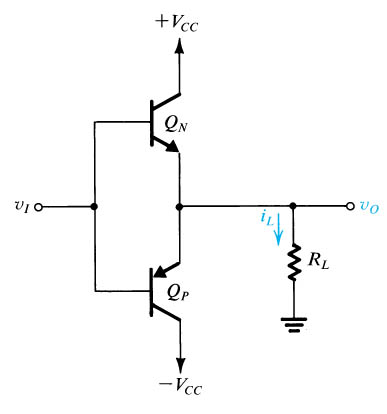 +V_CC
Q_N
v_I
v_O
i_L
R_L
Q_P
−V_CC